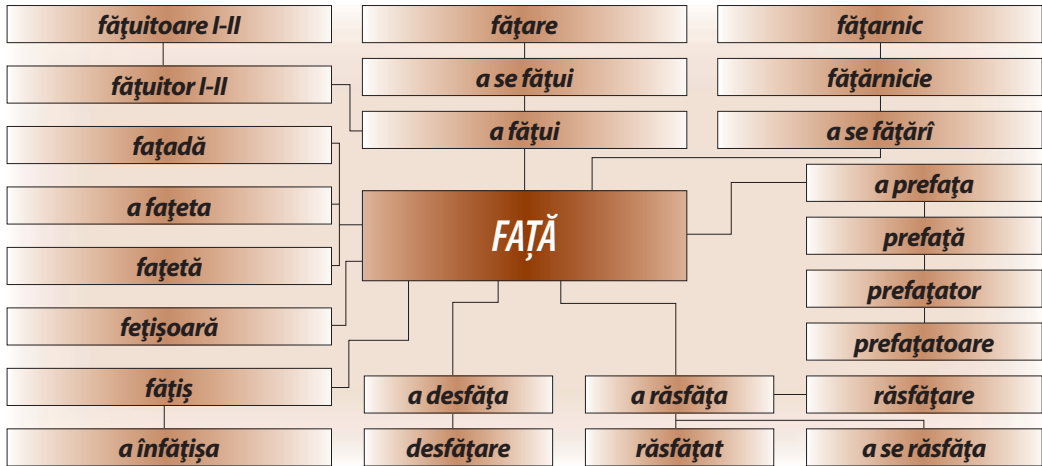 făţuitoare I-II
făţare
făţarnic
făţuitor I-II
a se făţui
făţărnicie
faţadă
a făţui
a se făţărî
a faţeta
FAȚĂ
a prefaţa
faţetă
prefaţă
feţişoară
prefaţator
prefaţatoare
făţiş
a desfăţa
a răsfăţa
răsfăţare
a înfăţişa
desfăţare
răsfăţat
a se răsfăţa